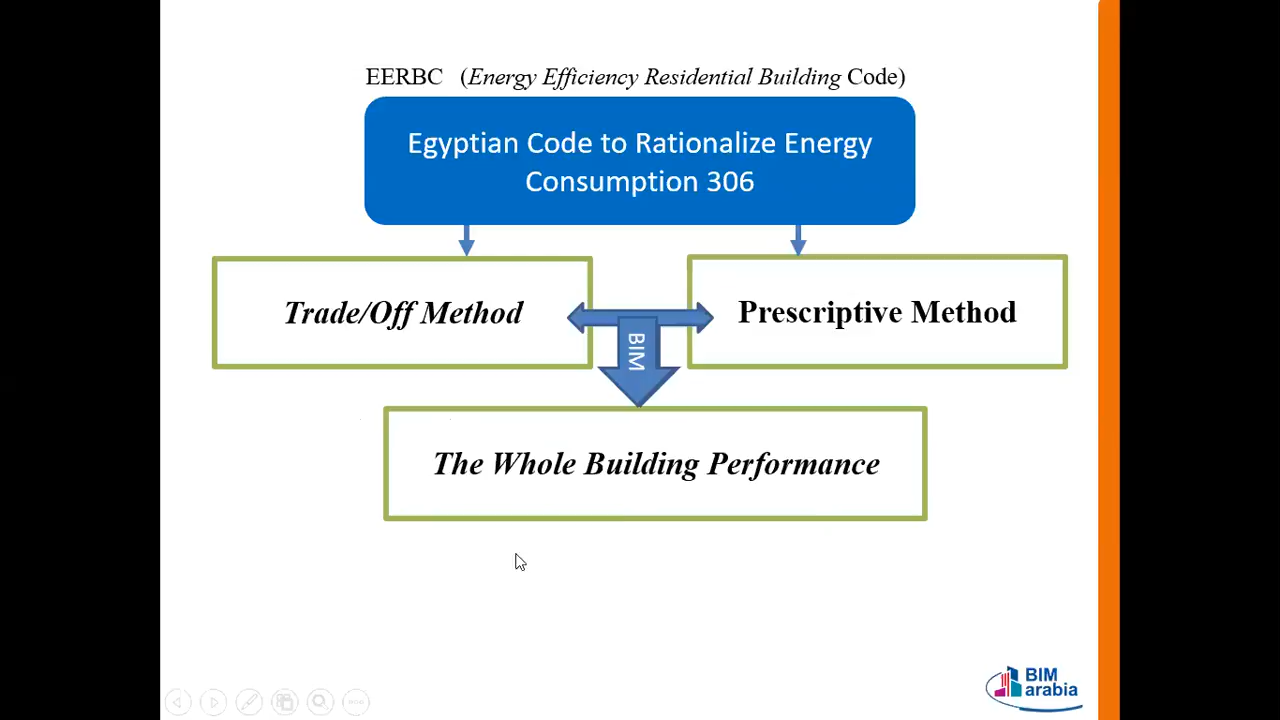 EERBC (Energy Efficiency Residential Building Code)
Egyptian Code to Rationalize Energy
Consumption 306
Trade/Off Method
Prescriptive Method
BIM
The Whole Building Performance
BIM
arabia